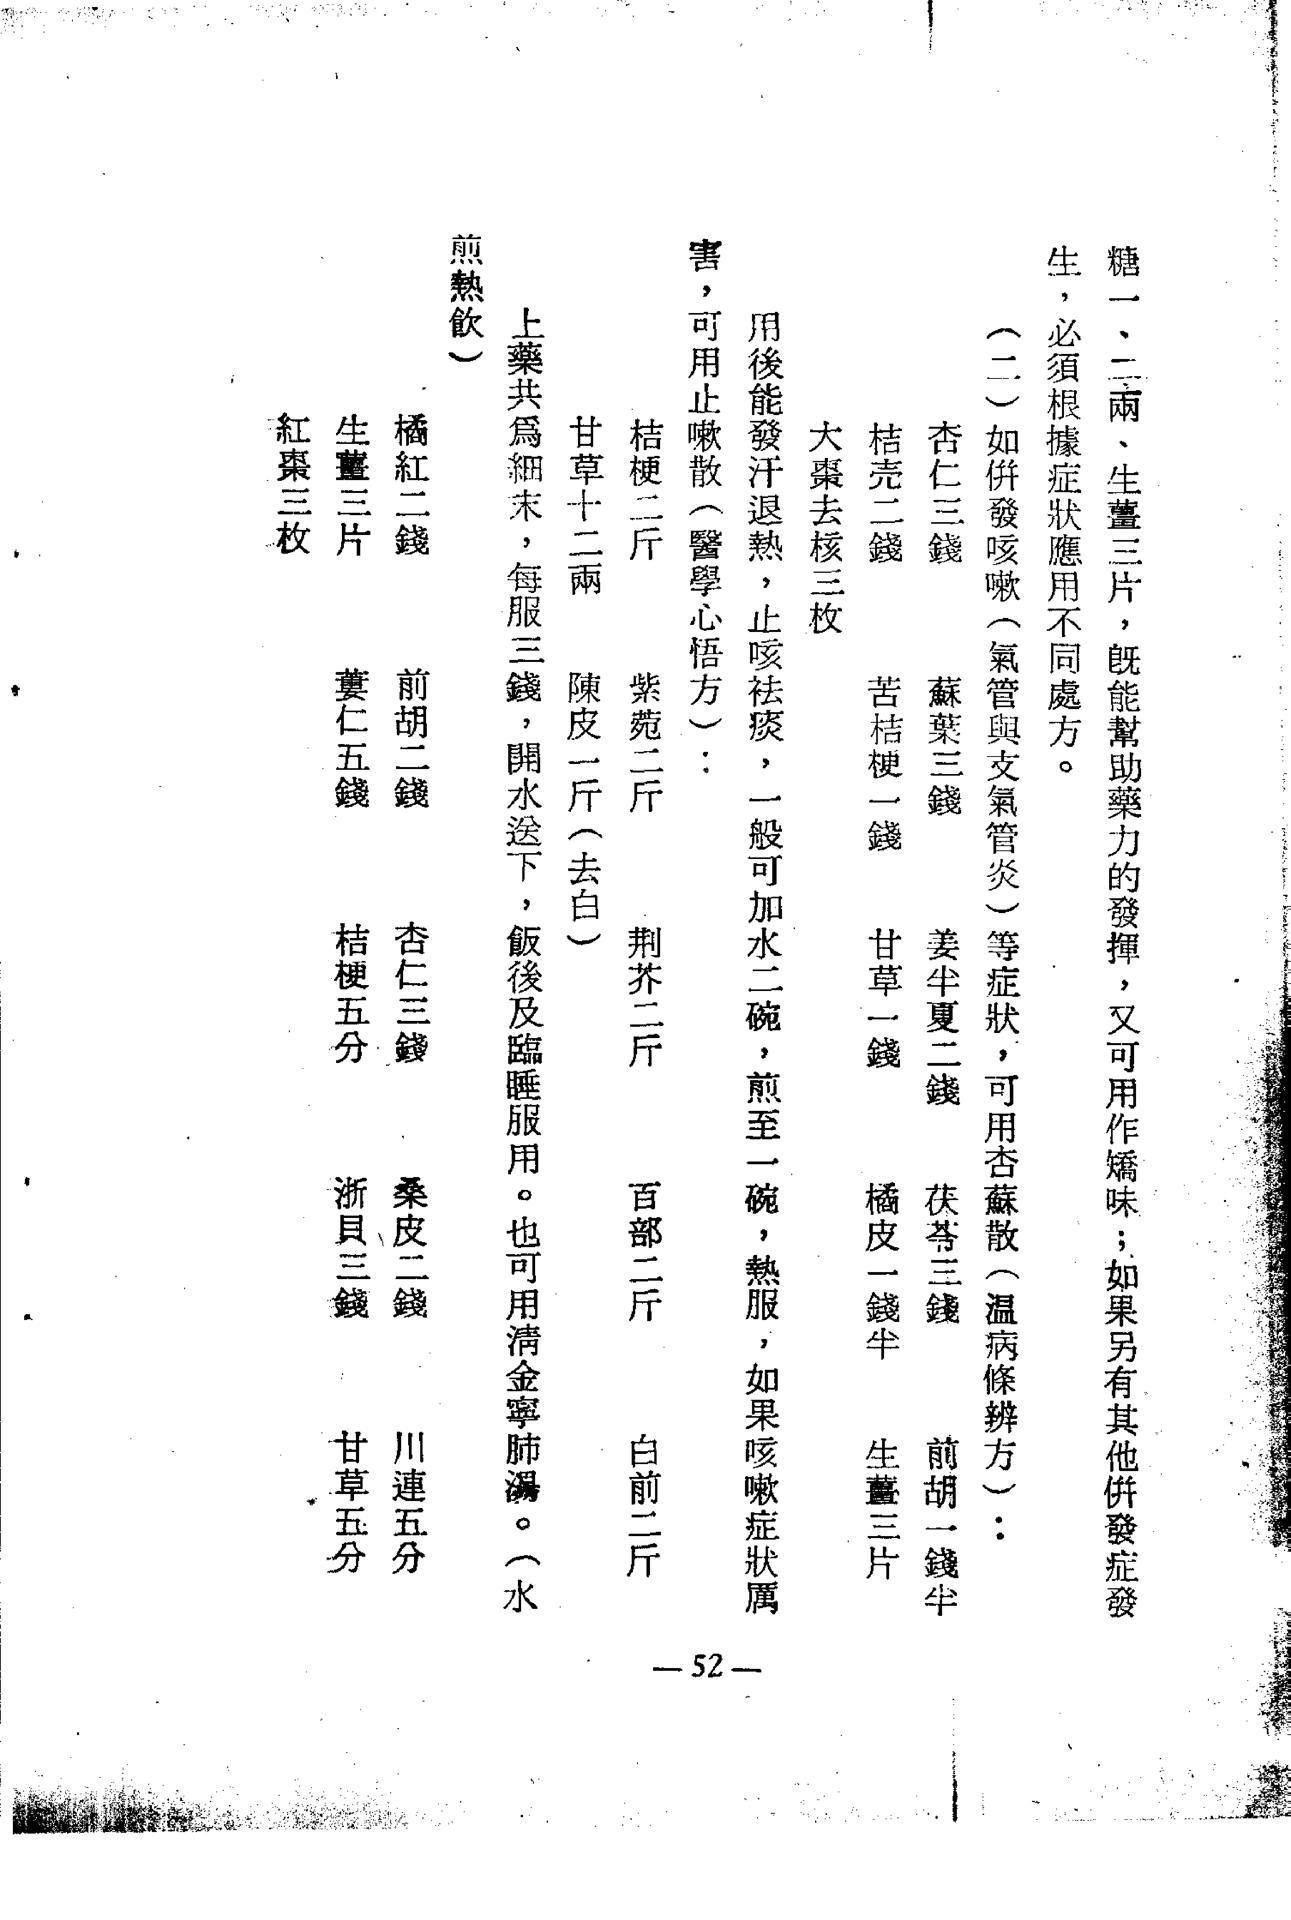 糖一、二兩、生薑三片，旣能幫助藥力的發揮，又可用作矯味；如果另有其他併發症發
生，必須根據症狀應用不同處方。
（二）如併發咳嗽（氣管與支氣管炎）等症狀，可用杏蘇散（温病條辨方）：
杏仁三錢　蘇葉三錢　姜半夏二錢　茯苓三錢　前胡一錢半
桔壳二錢　苦桔梗一錢　甘草一錢　橘皮一錢半　生薑三片
大棗去核三枚
用後能發汗退熱，止咳祛痰，一般可加水二碗，煎至一碗，熱服，如果咳嗽症狀厲
害，可用止嗽散（醫學心悟方）：
桔梗二斤　紫菀二斤　荆芥二斤　百部二斤　白前二斤
甘草十二兩　陳皮一斤（去白）
上藥共爲細末，每服三錢，開水送下，飯後及臨睡服用。也可用淸金寧肺湯。（水
煎熱飲）
橘紅二錢　前胡二錢　杏仁三錢　桑皮二錢　川連五分
生薑三片　蔞仁五錢　桔梗五分　浙貝三錢　甘草五分
紅棗三枚
—52—